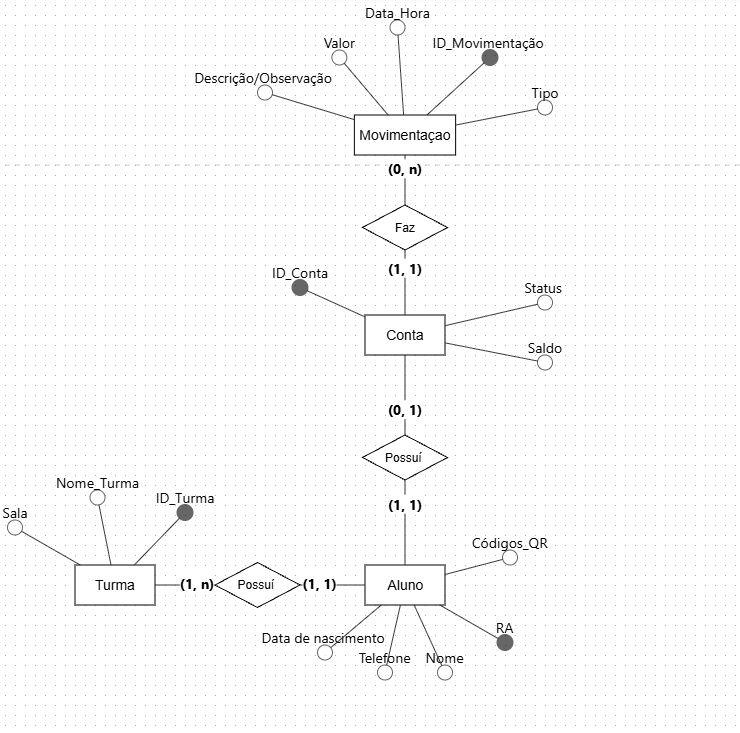 Data_Hora
Valor
ID_Movimentação
Descrição/Observação
Tipo
Movimentaçao
(0, n)
Faz
(1, 1)
ID_Conta
Status
Conta
Saldo
(0, 1)
Possuí
(1, 1)
Nome_Turma
ID_Turma
Sala
Códigos_QR
Turma
(1, n)
Possuí
(1, 1)
Aluno
RA
Data de nascimento
Telefone
Nome